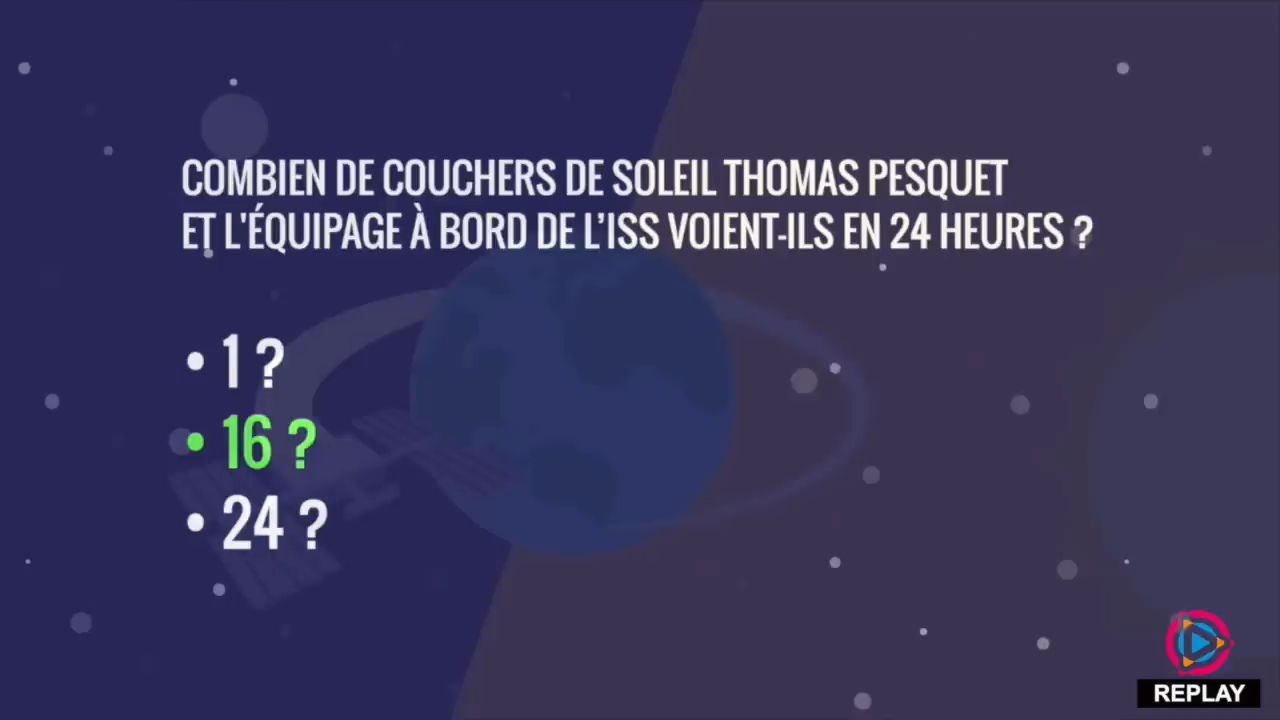 COMBIEN DE COUCHERS DE SOLEIL THOMAS PESQUET
ET L'ÉQUIPAGE À BORD DE L’ISS VOIENT-ILS EN 24 HEURES ?
• 1 ?
• 16 ?
• 24 ?
REPLAY